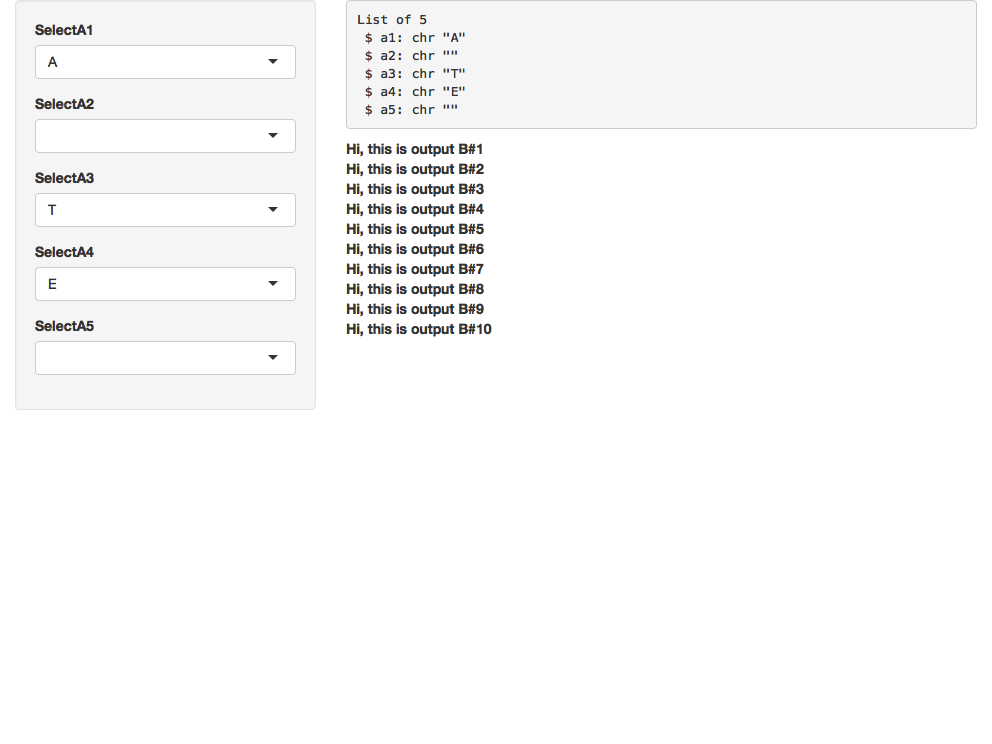 SelectA1
A
SelectA2
SelectA3
T
SelectA4
E
SelectA5
List of 5
 $ a1: chr "A"
 $ a2: chr ""
 $ a3: chr "T"
 $ a4: chr "E"
 $ a5: chr ""
Hi, this is output B#1
Hi, this is output B#2
Hi, this is output B#3
Hi, this is output B#4
Hi, this is output B#5
Hi, this is output B#6
Hi, this is output B#7
Hi, this is output B#8
Hi, this is output B#9
Hi, this is output B#10